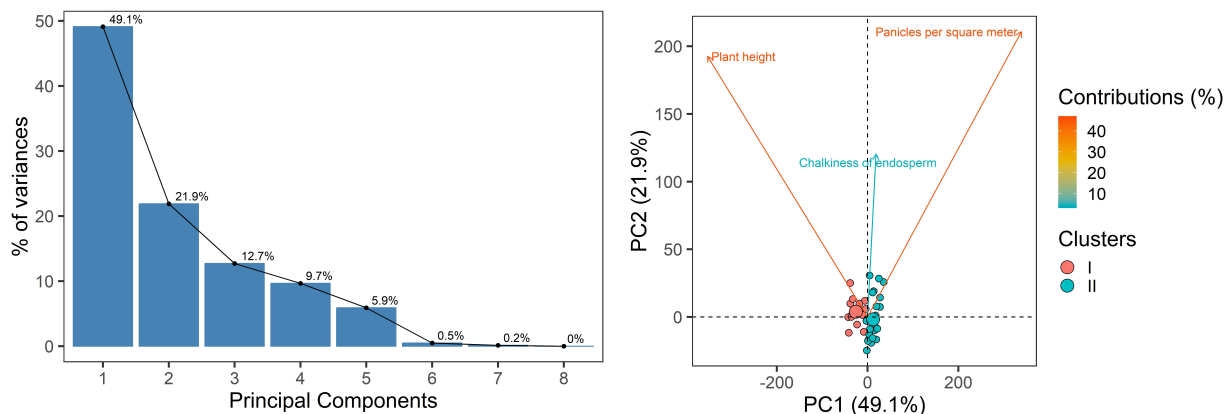 % of variances
50
40
30
20
10
0
49.1%
21.9%
12.7%
9.7%
5.9%
0.5%
0.2%
0%
1 2 3 4 5 6 7 8
Principal Components
PC2 (21.9%)
200
150
100
50
0
Panicles per square meter
Plant height
Chalkiness of endosperm
-200 0 200
PC1 (49.1%)
Contributions (%)
40
30
20
10
Clusters
I
II